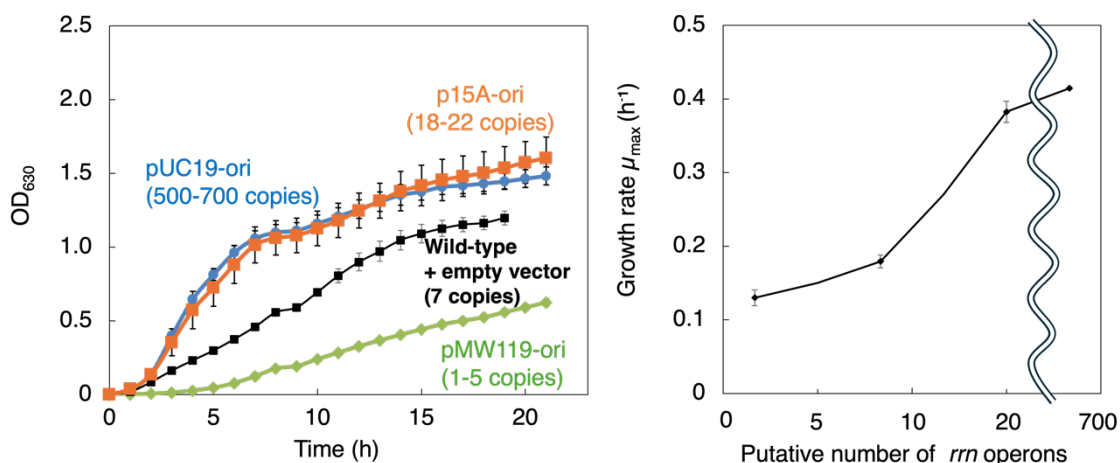 2.5
2.0
1.5
1.0
0.5
0
OD630
p15A-ori
(18-22 copies)
pUC19-ori
(500-700 copies)
Wild-type
+ empty vector
(7 copies)
pMW119-ori
(1-5 copies)
0 5 10 15 20
Time (h)
0.5
0.4
0.3
0.2
0.1
0
Growth rate μmax (h-1)
0 5 10 20 700
Putative number of rrn operons